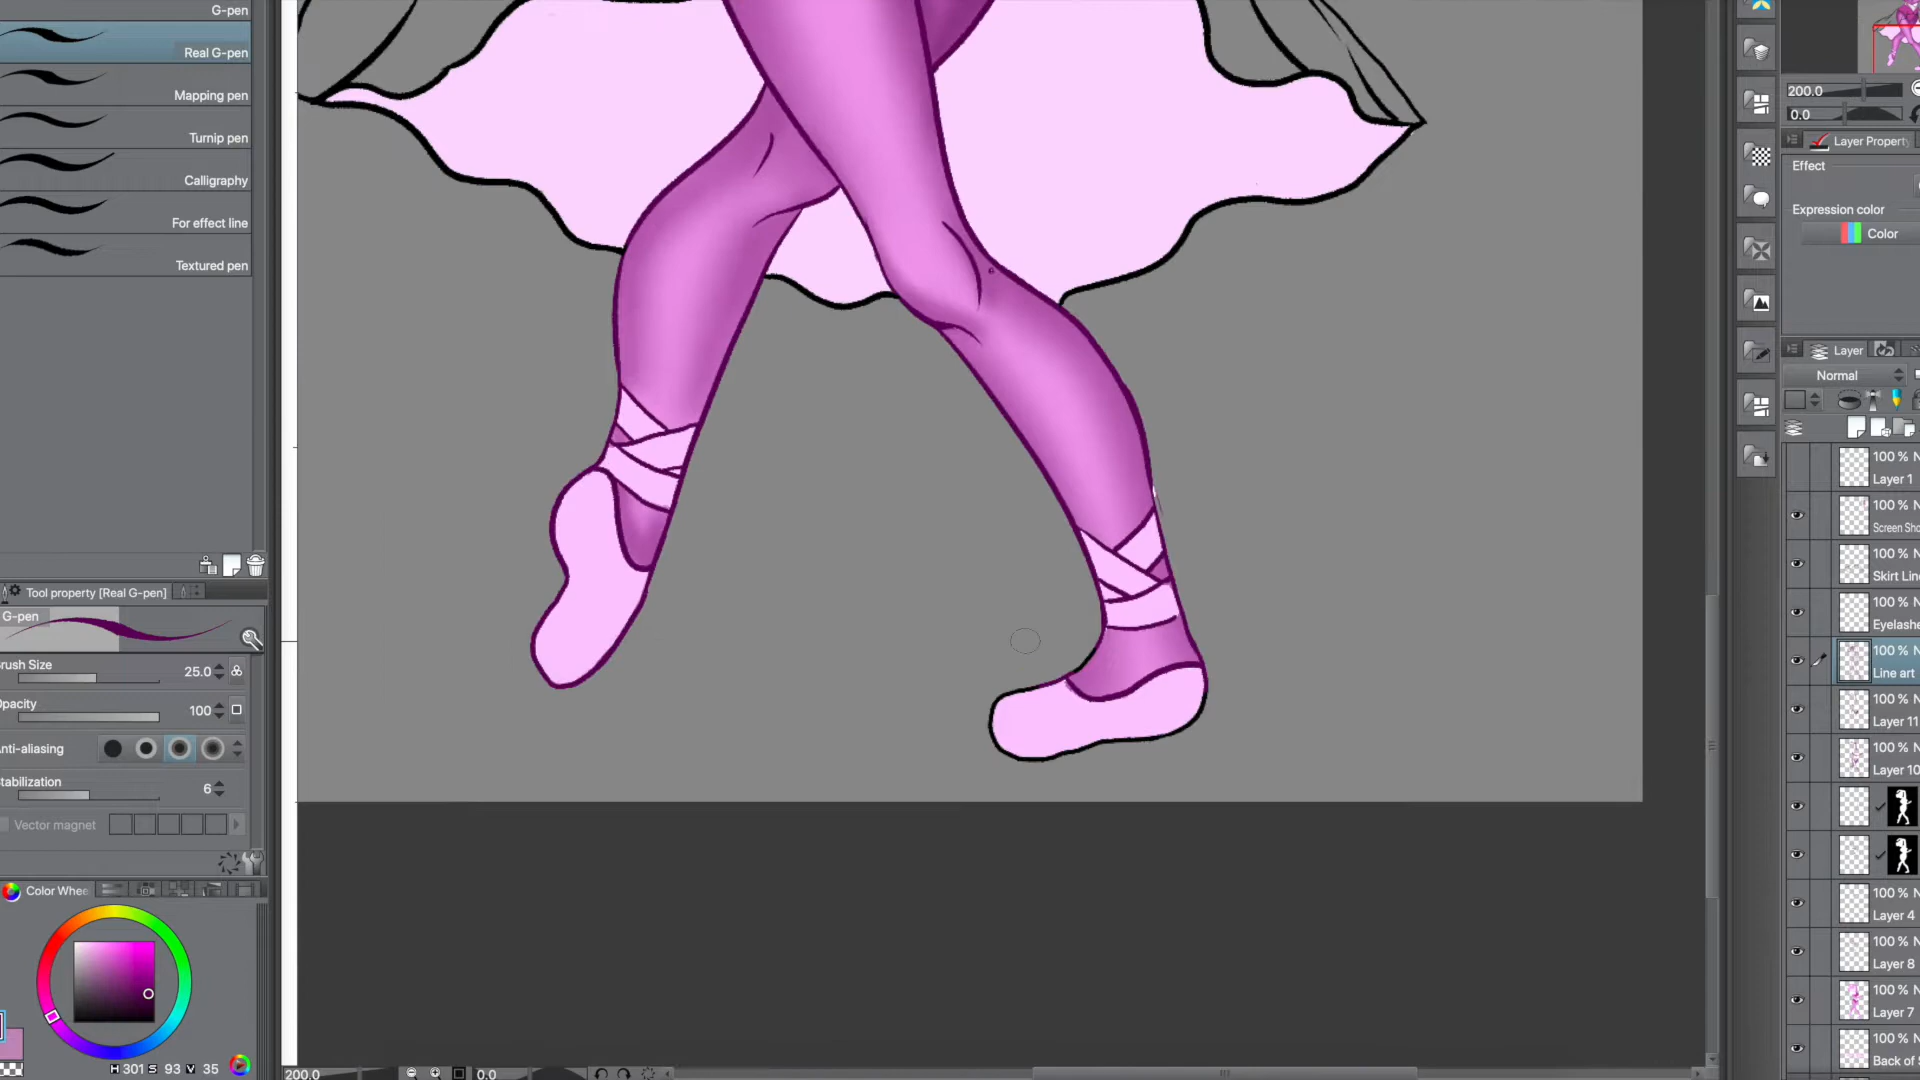 G-pen
Real G-pen
Mapping pen
Turnip pen
Calligraphy
For effect line
Textured pen
Tool property [Real G-pen]
G-pen
rush Size
25.0
pacity
100
nti-aliasing
tabilization
6
Vector magnet
Color Whee
H 301 S 93 V 35
200.0
0.0
200.0
0.0
Layer Property
Effect
Expression color
Color
Layer
Normal
100 % N
Layer 1
100 % N
Screen Sho
100 % N
Skirt Line
100 % N
Eyelashe
100 % N
Line art
100 % N
Layer 11
100 % N
Layer 10
100 % N
Layer 4
100 % N
Layer 8
100 % N
Layer 7
100 % N
Back of S